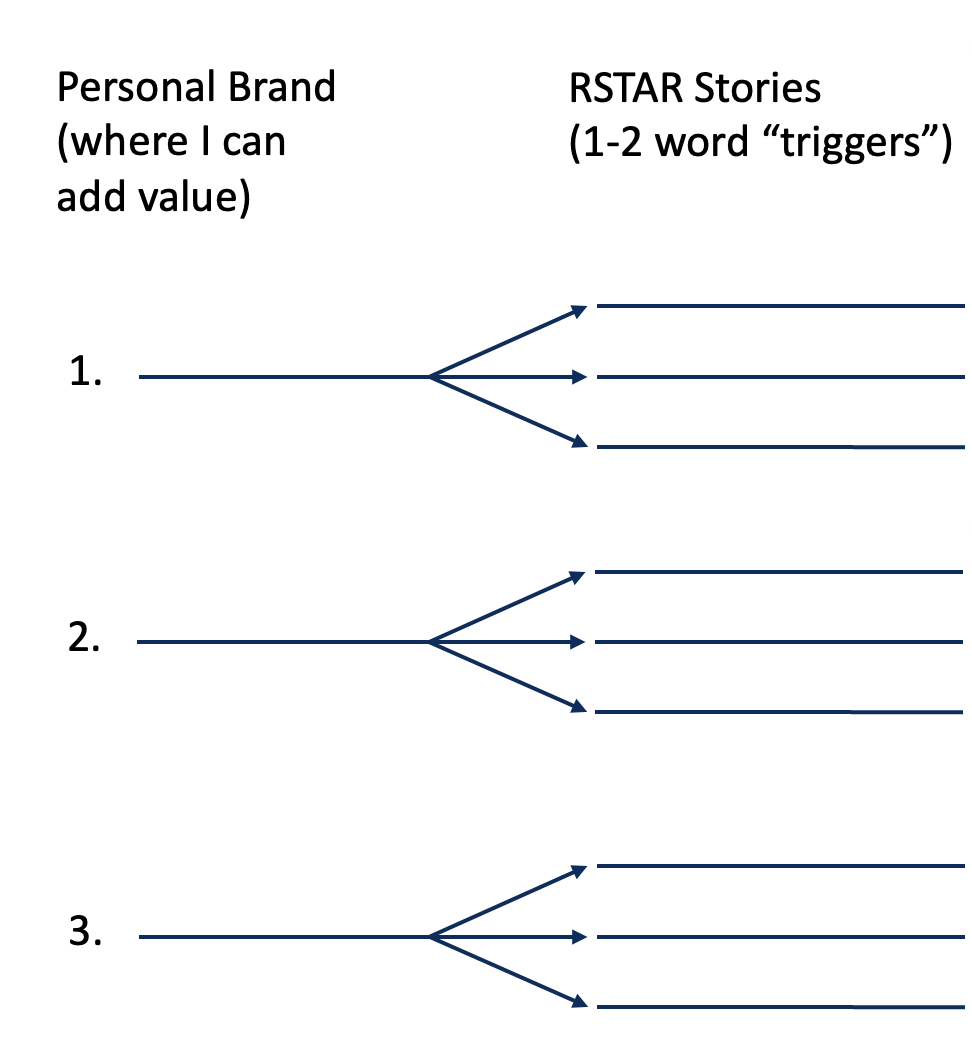 Personal Brand
(where I can
add value)
RSTAR Stories
(1-2 word “triggers”)
1.
2.
3.